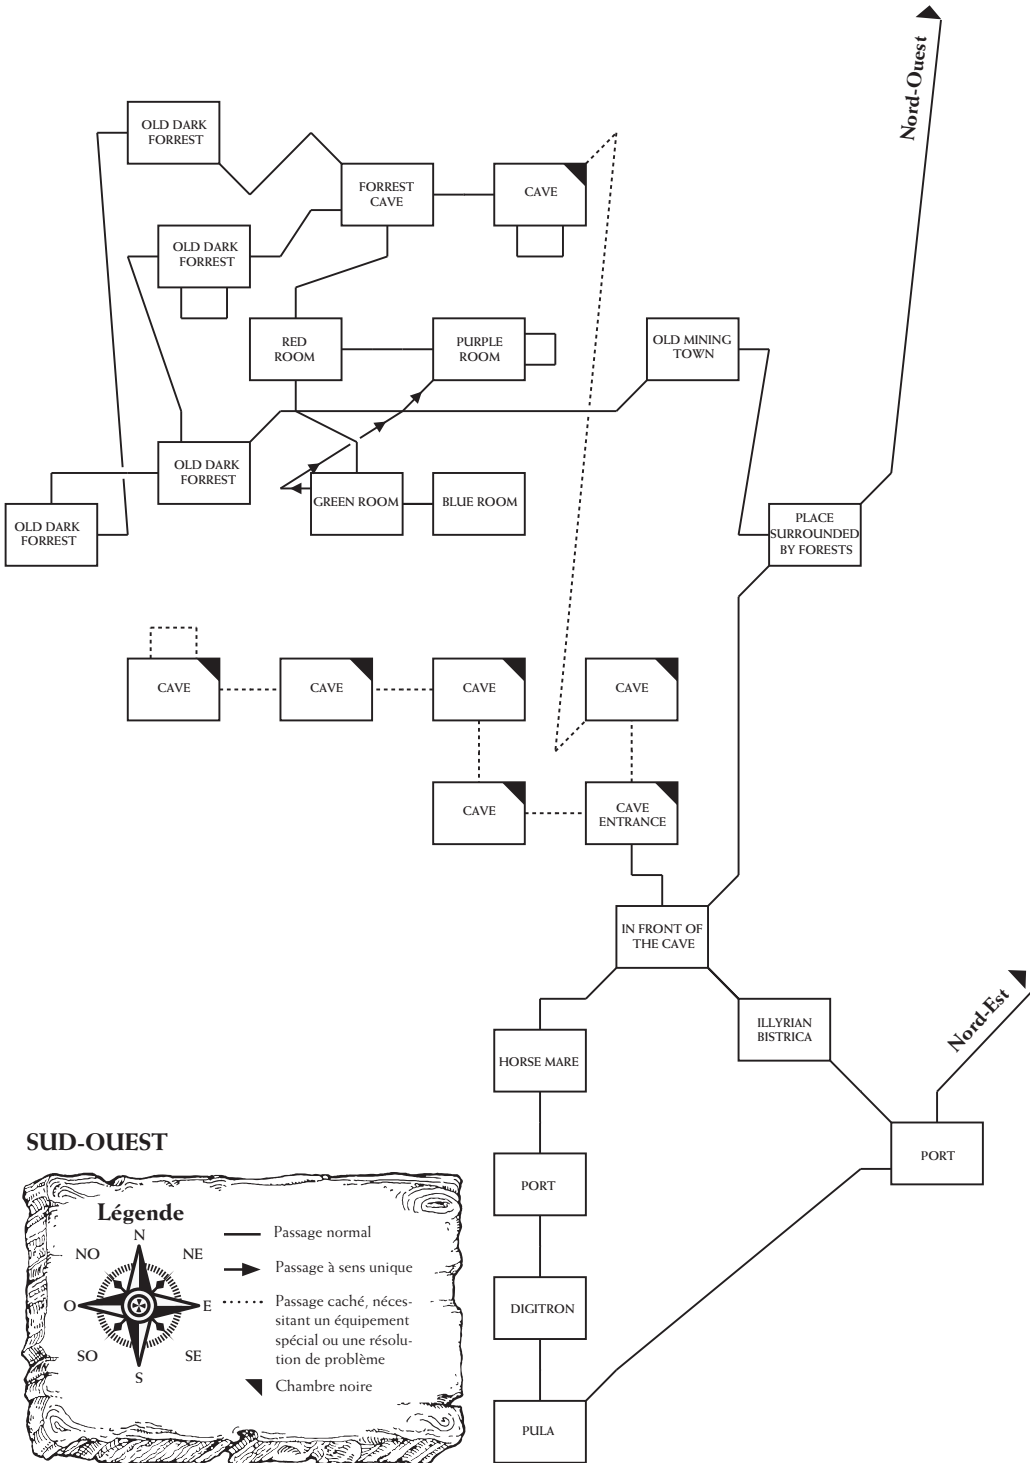 Nord-Ouest
OLD DARK
FORREST
FORREST
CAVE
CAVE
OLD DARK
FORREST
RED
ROOM
PURPLE
ROOM
OLD MINING
TOWN
OLD DARK
FORREST
GREEN ROOM
BLUE ROOM
OLD DARK
FORREST
PLACE
SURROUNDED
BY FORESTS
CAVE
CAVE
CAVE
CAVE
CAVE
CAVE
ENTRANCE
IN FRONT OF
THE CAVE
Nord-Est
ILLYRIAN
BISTRICA
HORSE MARE
PORT
PORT
DIGITRON
PULA
SUD-OUEST
Légende
N
NO
NE
O
E
SO
SE
S
Passage normal
Passage à sens unique
Passage caché, néces-
sitant un équipement
spécial ou une résolu-
tion de problème
Chambre noire